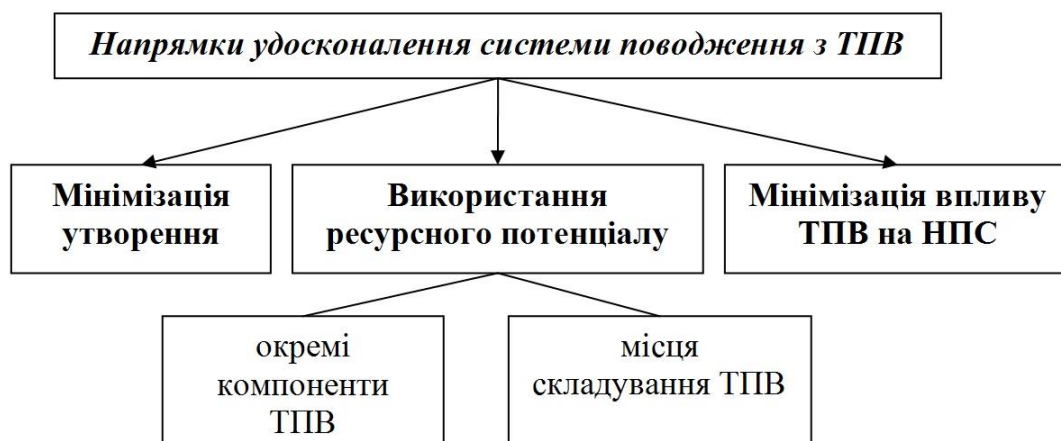 Напрямки удосконалення системи поводження з ТПВ
Мінімізація
утворення
Використання
ресурсного потенціалу
Мінімізація впливу
ТПВ на НПС
окремі
компоненти
ТПВ
місця
складування ТПВ